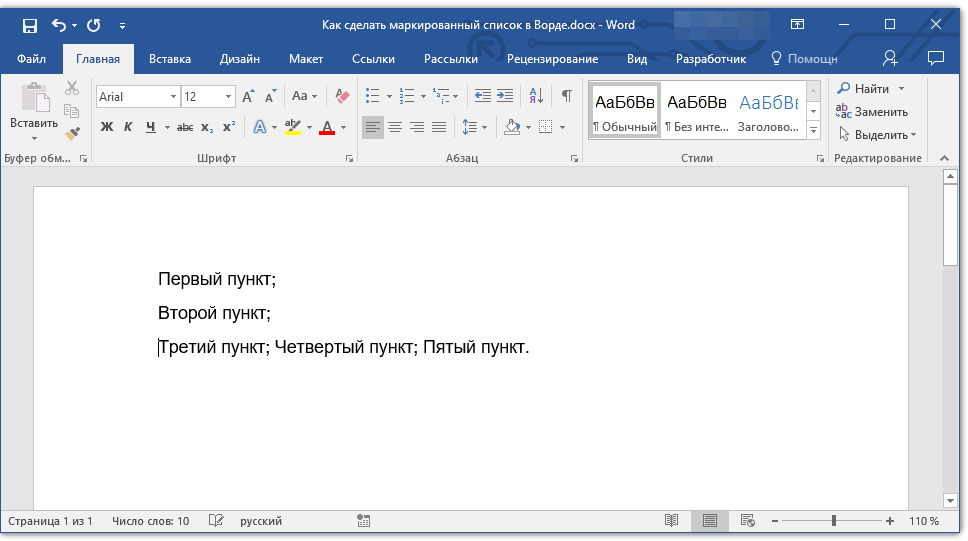 Как сделать маркированный список в Ворде.docx - Word
Файл Главная Вставка Дизайн Макет Ссылки Рассылки Рецензирование Вид Разработчик Помощн
Вставить
Arial 12 Aa
Ж К Ч abc x₂ x² A A
АаБбВв АаБбВв АаБбВ
¶ Обычный ¶ Без инте... Заголово...
Найти
Заменить
Выделить
Буфер обм... Шрифт Абзац Стили Редактирование
Первый пункт;
Второй пункт;
Третий пункт; Четвертый пункт; Пятый пункт.
Страница 1 из 1 Число слов: 10 русский 110 %